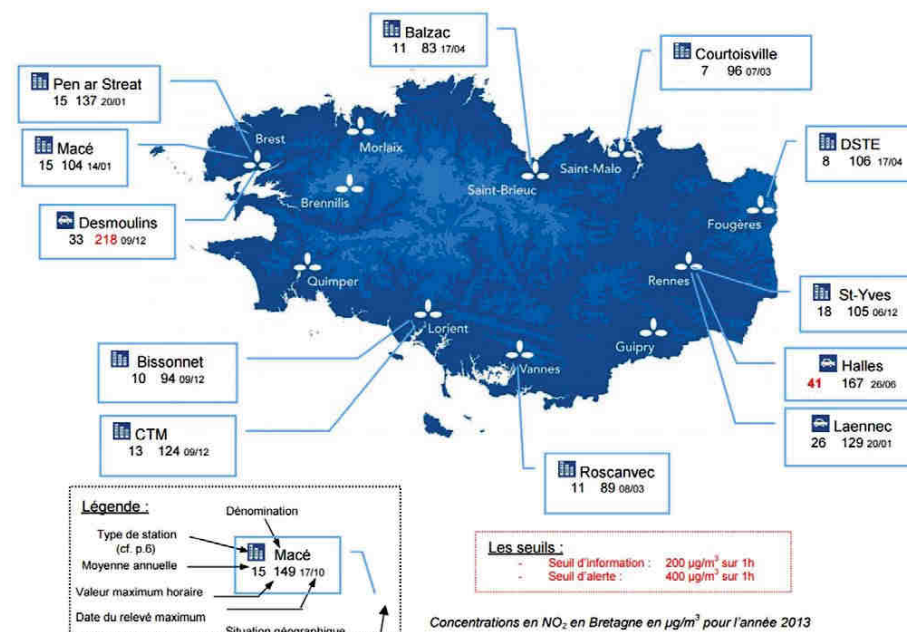 Balzac
11 83 17/04
Courtoisville
7 96 07/03
Pen ar Streat
15 137 20/01
Macé
15 104 14/01
Desmoulins
33 218 09/12
DSTE
8 106 17/04
Brest
Morlaix
Brennilis
Saint-Brieuc
Saint-Malo
Fougères
Quimper
Rennes
Lorient
Guipry
Vannes
St-Yves
18 105 06/12
Halles
41 167 26/06
Laennec
26 129 20/01
Bissonnet
10 94 09/12
CTM
13 124 09/12
Roscanvec
11 89 08/03
Légende :
Dénomination
Type de station
(cf. p.6)
Moyenne annuelle
Macé
15 149 17/10
Valeur maximum horaire
Date du relevé maximum
Situation géographique
Les seuils :
- Seuil d'information : 200 µg/m³ sur 1h
- Seuil d'alerte : 400 µg/m³ sur 1h
Concentrations en NO₂ en Bretagne en µg/m³ pour l'année 2013